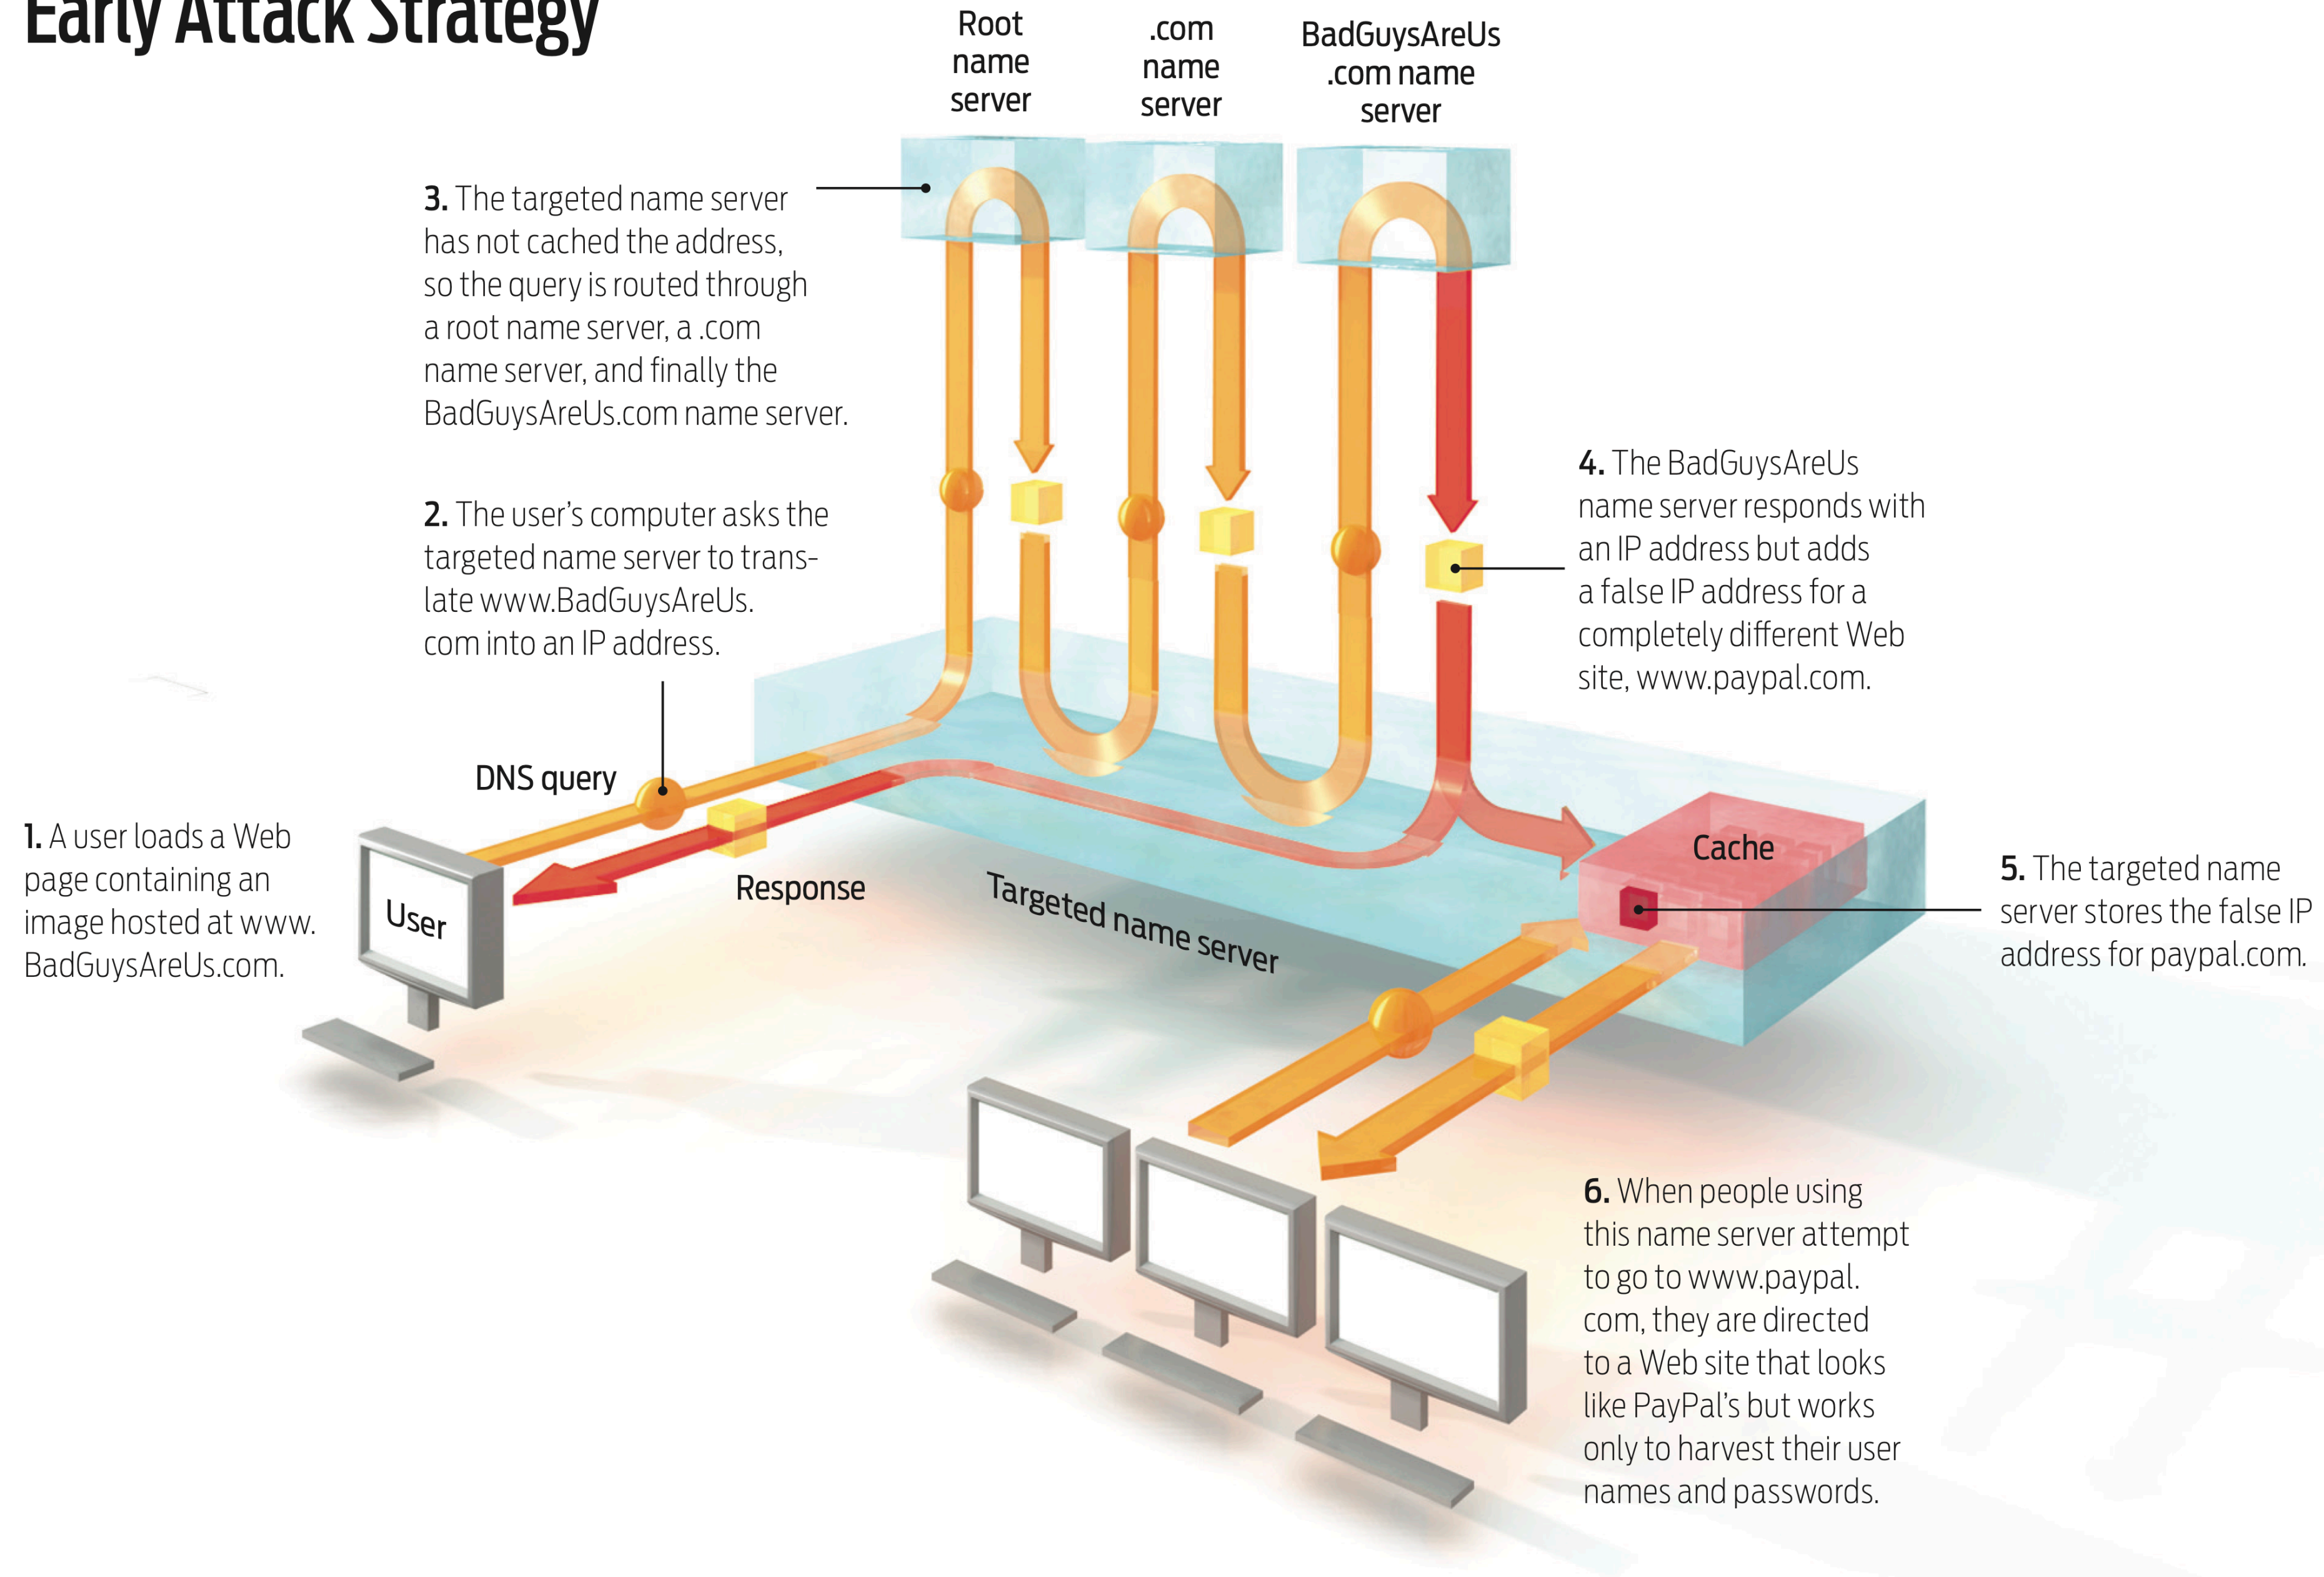 Early Attack Strategy
Root
name
server
.com
name
server
BadGuysAreUs
.com name
server
3. The targeted name server
has not cached the address,
so the query is routed through
a root name server, a .com
name server, and finally the
BadGuysAreUs.com name server.
2. The user's computer asks the
targeted name server to trans-
late www.BadGuysAreUs.
com into an IP address.
4. The BadGuysAreUs
name server responds with
an IP address but adds
a false IP address for a
completely different Web
site, www.paypal.com.
DNS query
1. A user loads a Web
page containing an
image hosted at www.
BadGuysAreUs.com.
User
Response
Targeted name server
Cache
5. The targeted name
server stores the false IP
address for paypal.com.
6. When people using
this name server attempt
to go to www.paypal.
com, they are directed
to a Web site that looks
like PayPal's but works
only to harvest their user
names and passwords.